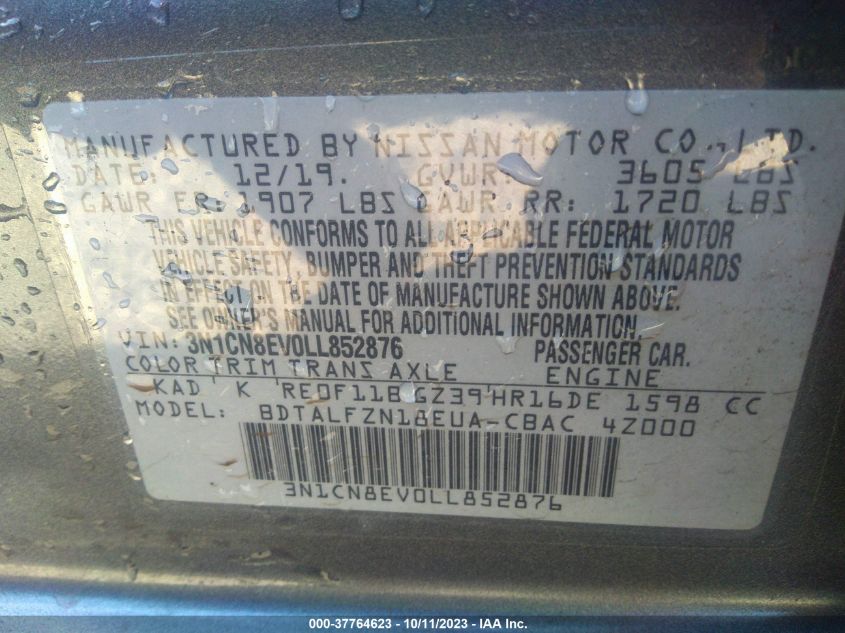 MANUFACTURED BY NISSAN MOTOR CO., LTD.
DATE: 12/19. GVWR: 3605 LBS
GAWR FR: 1907 LBS GAWR RR: 1720 LBS
THIS VEHICLE CONFORMS TO ALL APPLICABLE FEDERAL MOTOR
VEHICLE SAFETY, BUMPER AND THEFT PREVENTION STANDARDS
IN EFFECT ON THE DATE OF MANUFACTURE SHOWN ABOVE.
SEE OWNER'S MANUAL FOR ADDITIONAL INFORMATION.
VIN: 3N1CN8EV0LL852876 PASSENGER CAR.
COLOR TRIM TRANS AXLE ENGINE
KAD K RE0F11B GZ39 HR16DE 1598 CC
MODEL: BDTALFZN18EUA-CBAC 4Z000
3N1CN8EV0LL852876
000-37764623 - 10/11/2023 - IAA Inc.